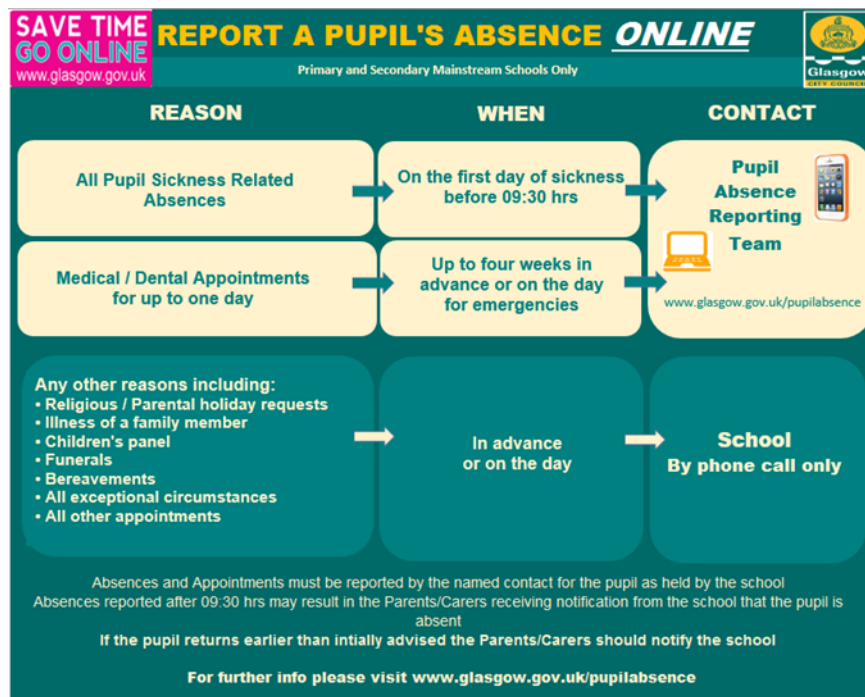 SAVE TIME
GO ONLINE
www.glasgow.gov.uk
REPORT A PUPIL'S ABSENCE ONLINE
Primary and Secondary Mainstream Schools Only
Glasgow
CITY COUNCIL
REASON
WHEN
CONTACT
All Pupil Sickness Related
Absences
On the first day of sickness
before 09:30 hrs
Pupil
Absence
Reporting
Team
www.glasgow.gov.uk/pupilabsence
Medical / Dental Appointments
for up to one day
Up to four weeks in
advance or on the day
for emergencies
Any other reasons including:
• Religious / Parental holiday requests
• Illness of a family member
• Children's panel
• Funerals
• Bereavements
• All exceptional circumstances
• All other appointments
In advance
or on the day
School
By phone call only
Absences and Appointments must be reported by the named contact for the pupil as held by the school
Absences reported after 09:30 hrs may result in the Parents/Carers receiving notification from the school that the pupil is
absent
If the pupil returns earlier than intially advised the Parents/Carers should notify the school
For further info please visit www.glasgow.gov.uk/pupilabsence